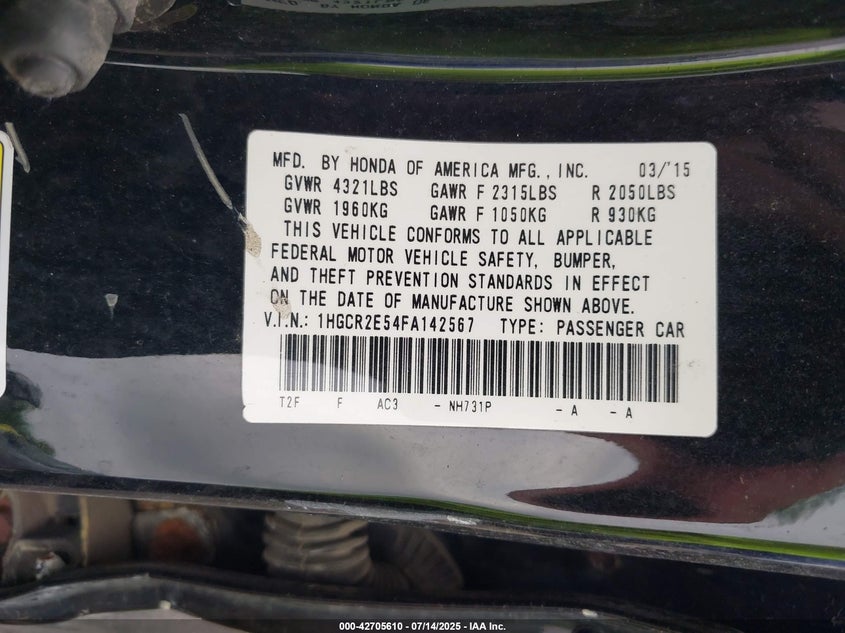 MFD. BY HONDA OF AMERICA MFG., INC. 03/'15
GVWR 4321LBS GAWR F 2315LBS R 2050LBS
GVWR 1960KG GAWR F 1050KG R 930KG
THIS VEHICLE CONFORMS TO ALL APPLICABLE
FEDERAL MOTOR VEHICLE SAFETY, BUMPER,
AND THEFT PREVENTION STANDARDS IN EFFECT
ON THE DATE OF MANUFACTURE SHOWN ABOVE.
V.I.N.: 1HGCR2E54FA142567 TYPE: PASSENGER CAR
T2F F AC3 - NH731P - A - A
000-42705610 - 07/14/2025 - IAA Inc.